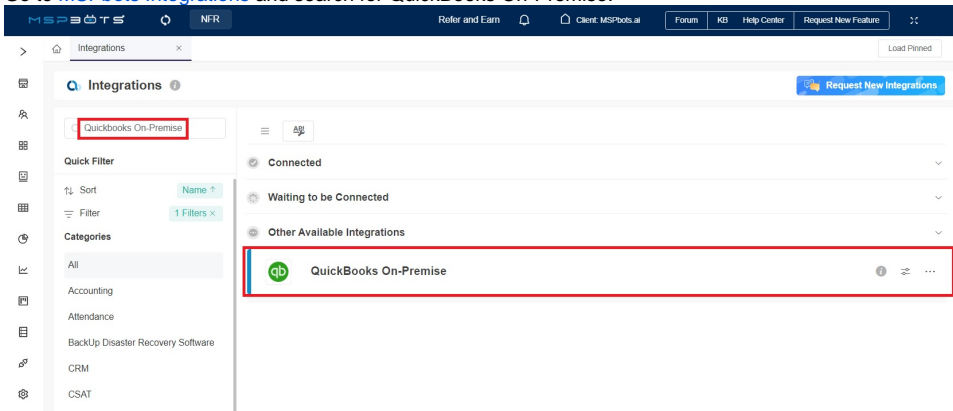 Go to MSPbots Integrations and search for QuickBooks On-Premise.
NFR
Refer and Earn
Client: MSPbots.ai
Forum
KB
Help Center
Request New Feature
Integrations ×
Load Pinned
Integrations
Request New Integrations
Quickbooks On-Premise
Quick Filter
Sort
Name ↑
Filter
1 Filters ×
Categories
All
Accounting
Attendance
BackUp Disaster Recovery Software
CRM
CSAT
API
Connected
Waiting to be Connected
Other Available Integrations
qb
QuickBooks On-Premise